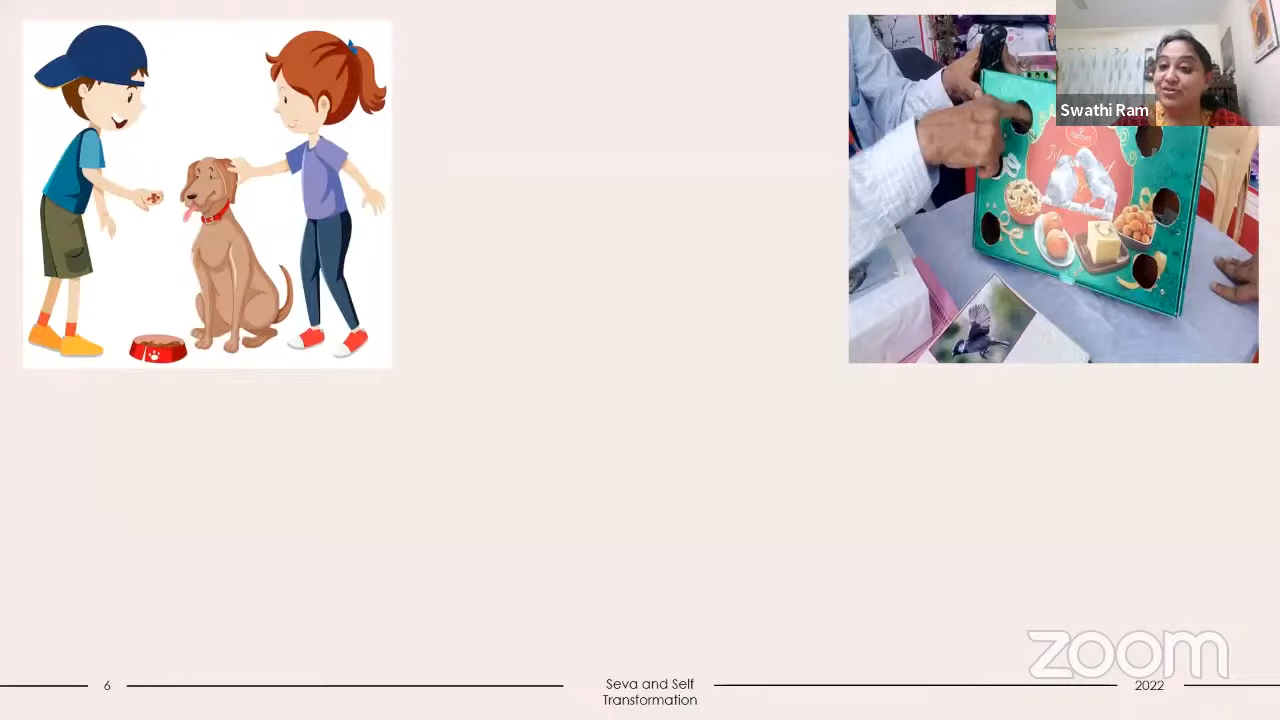 Swathi Ram
zoom
6
Seva and Self
Transformation
2022